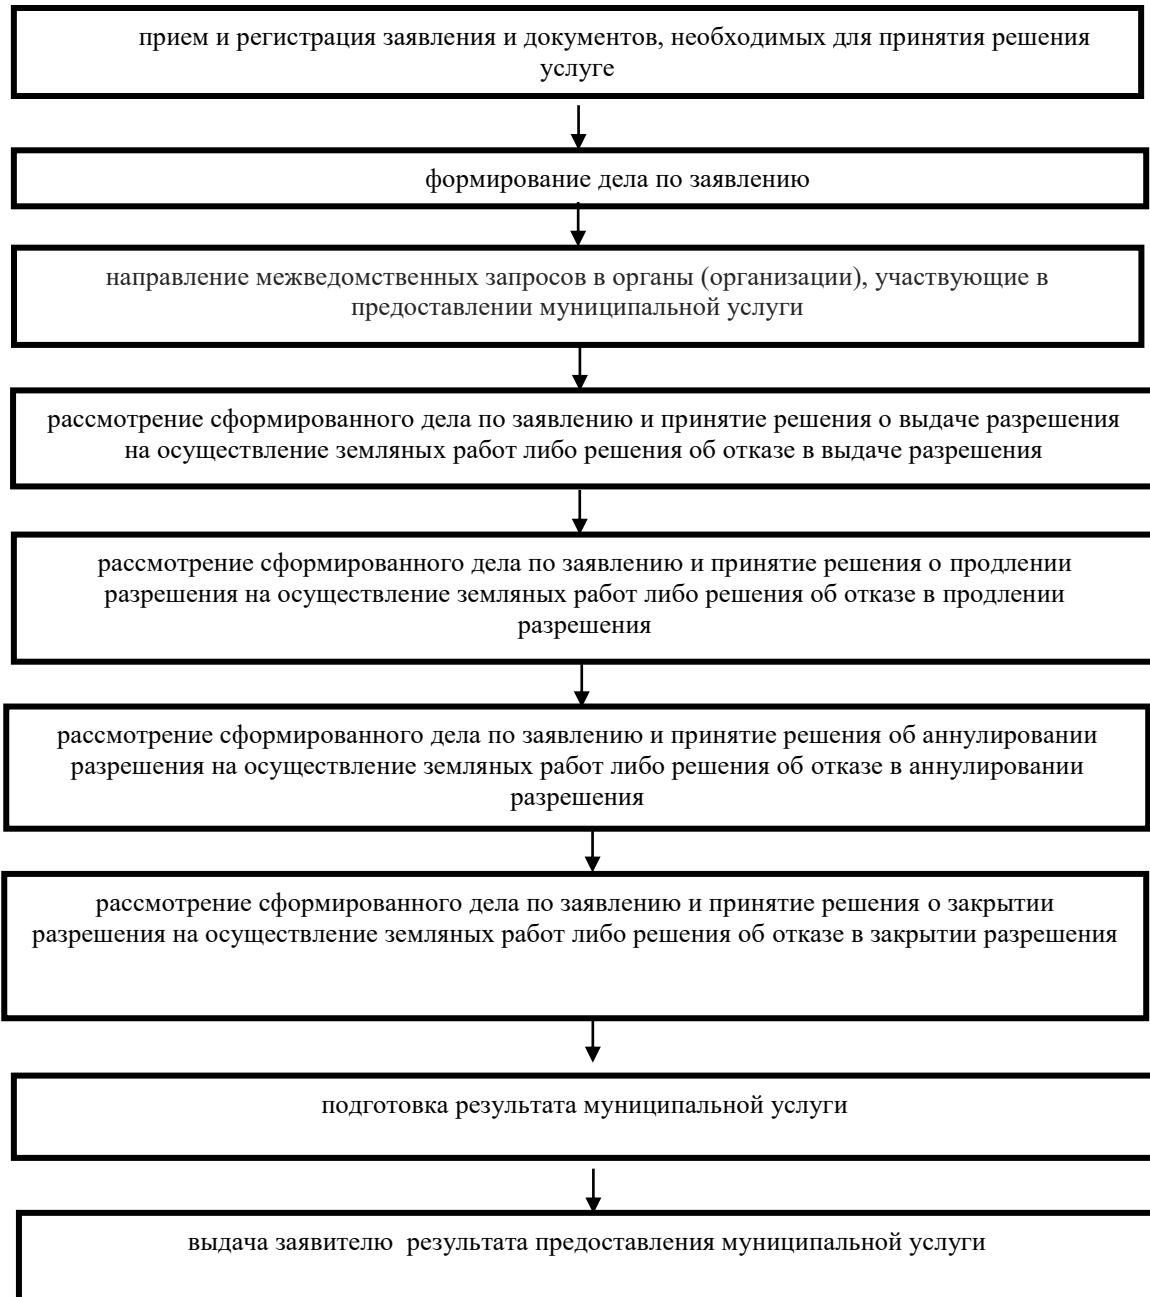 прием и регистрация заявления и документов, необходимых для принятия решения
услуге
формирование дела по заявлению
направление межведомственных запросов в органы (организации), участвующие в
предоставлении муниципальной услуги
рассмотрение сформированного дела по заявлению и принятие решения о выдаче разрешения
на осуществление земляных работ либо решения об отказе в выдаче разрешения
рассмотрение сформированного дела по заявлению и принятие решения о продлении
разрешения на осуществление земляных работ либо решения об отказе в продлении
разрешения
рассмотрение сформированного дела по заявлению и принятие решения об аннулировании
разрешения на осуществление земляных работ либо решения об отказе в аннулировании
разрешения
рассмотрение сформированного дела по заявлению и принятие решения о закрытии
разрешения на осуществление земляных работ либо решения об отказе в закрытии разрешения
подготовка результата муниципальной услуги
выдача заявителю  результата предоставления муниципальной услуги